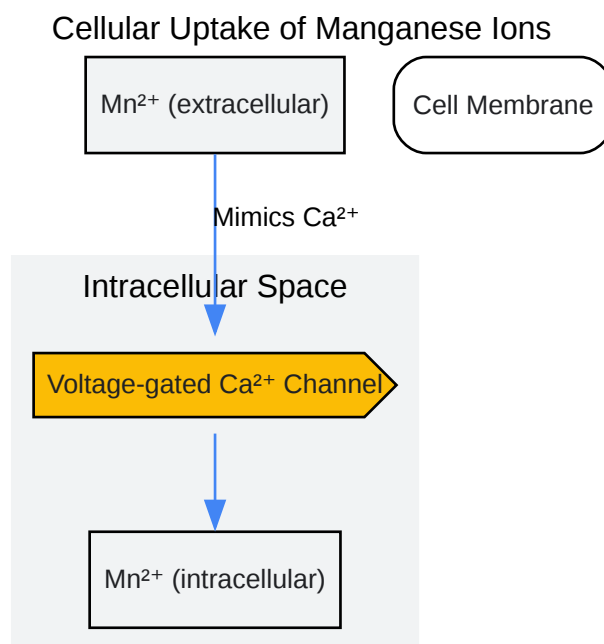 Cellular Uptake of Manganese Ions
Mn²⁺ (extracellular)
Cell Membrane
Mimics Ca²⁺
Intracellular Space
Voltage-gated Ca²⁺ Channel
Mn²⁺ (intracellular)